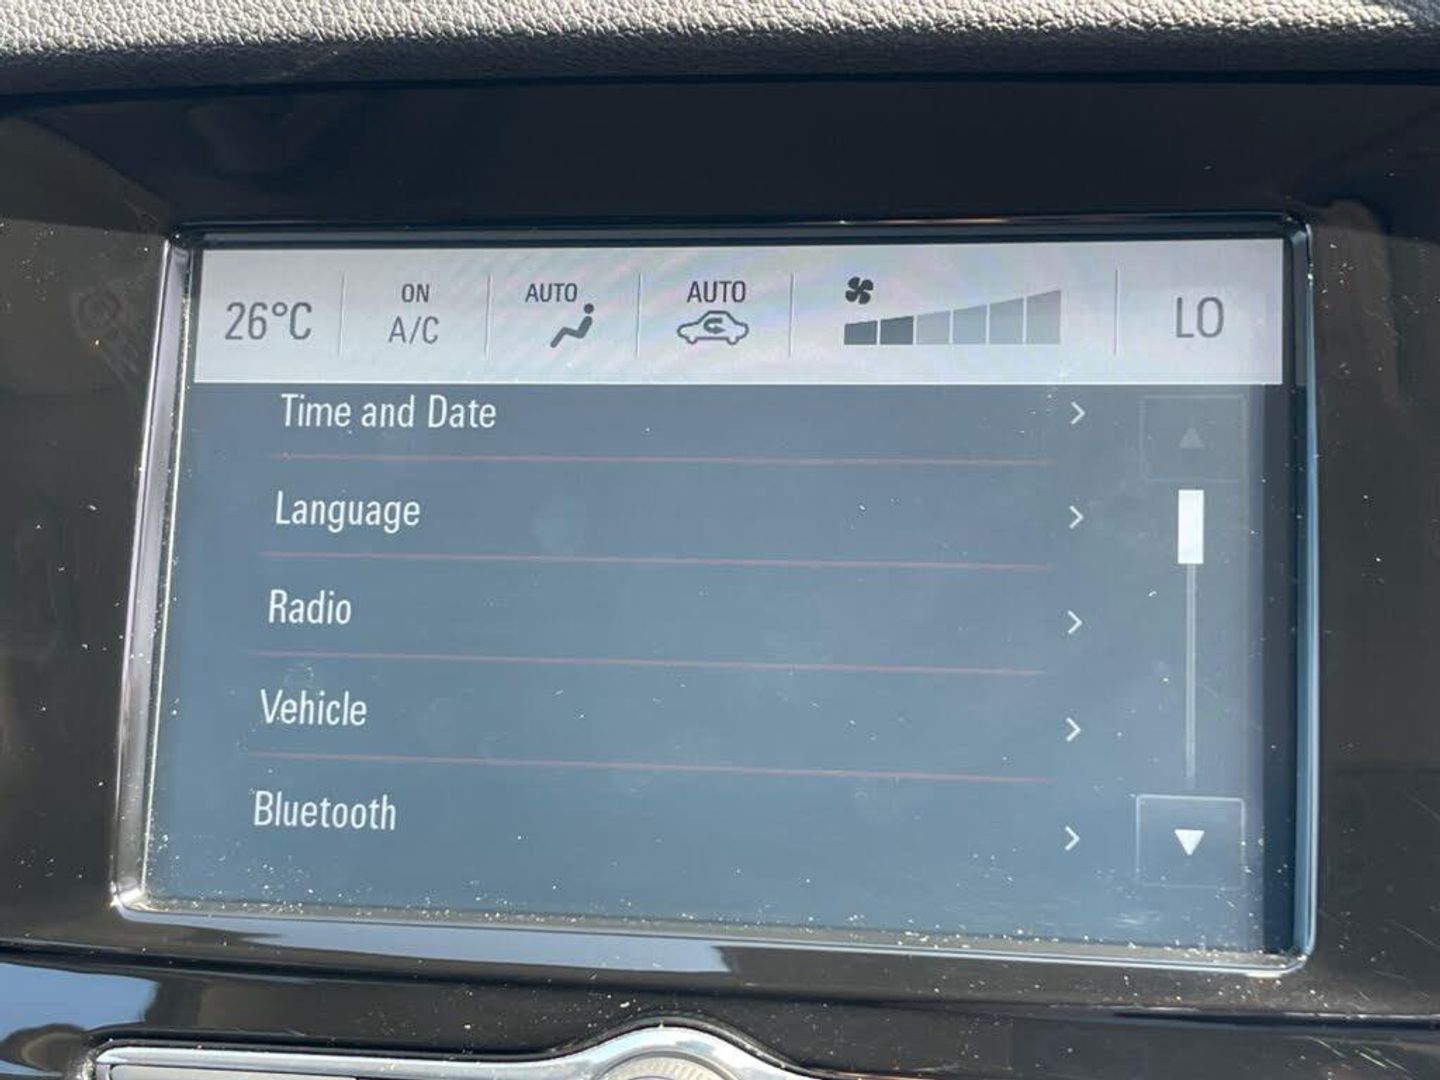 26°C ON A/C AUTO AUTO LO
Time and Date
Language
Radio
Vehicle
Bluetooth